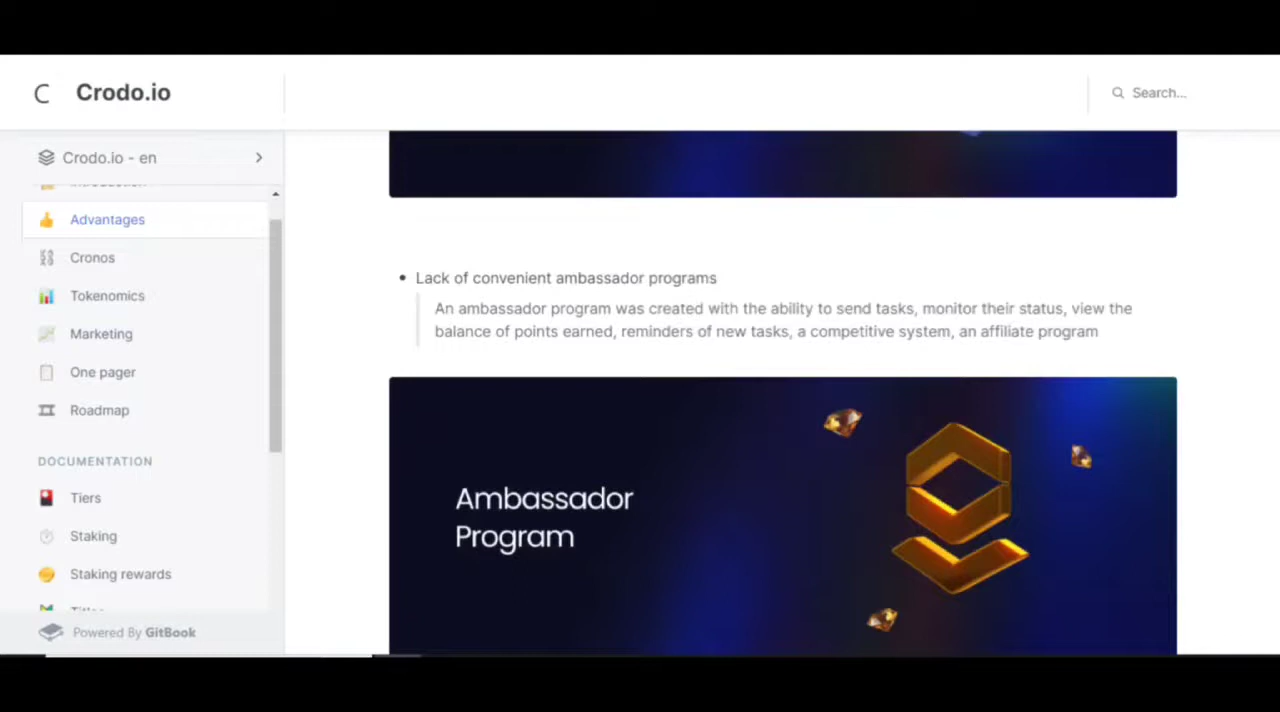 Crodo.io
Search...
Crodo.io - en
Introduction
Advantages
Cronos
Tokenomics
Marketing
One pager
Roadmap
DOCUMENTATION
Tiers
Staking
Staking rewards
Powered By GitBook
Lack of convenient ambassador programs
An ambassador program was created with the ability to send tasks, monitor their status, view the
balance of points earned, reminders of new tasks, a competitive system, an affiliate program
Ambassador
Program